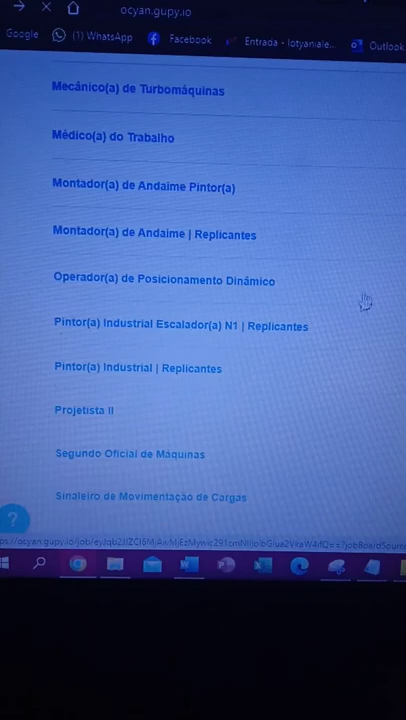 ocyan.gupy.io
Google (1) WhatsApp Facebook Entrada - lotyaniale... Outlook
Mecânico(a) de Turbomáquinas
Médico(a) do Trabalho
Montador(a) de Andaime Pintor(a)
Montador(a) de Andaime | Replicantes
Operador(a) de Posicionamento Dinâmico
Pintor(a) Industrial Escalador(a) N1 | Replicantes
Pintor(a) Industrial | Replicantes
Projetista II
Segundo Oficial de Máquinas
Sinaleiro de Movimentação de Cargas
?